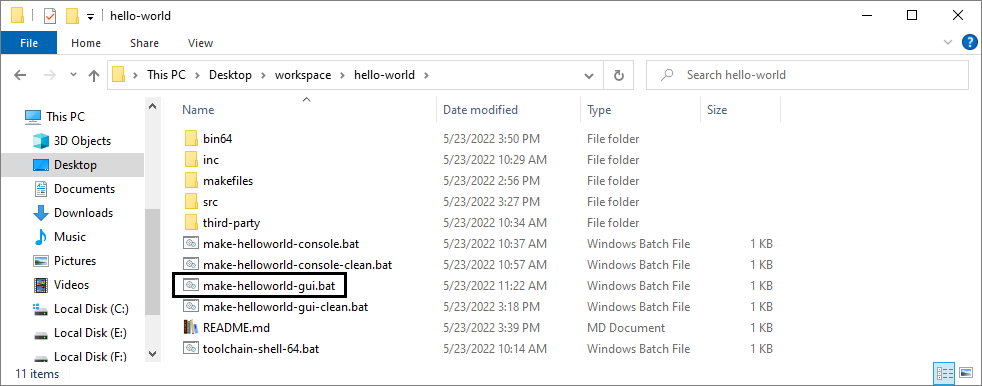 hello-world
File Home Share View
This PC Desktop workspace hello-world Search hello-world
This PC
3D Objects
Desktop
Documents
Downloads
Music
Pictures
Videos
Local Disk (C:)
Local Disk (E:)
Local Disk (F:)
Name Date modified Type Size
bin64 5/23/2022 3:50 PM File folder
inc 5/23/2022 10:29 AM File folder
makefiles 5/23/2022 2:56 PM File folder
src 5/23/2022 3:27 PM File folder
third-party 5/23/2022 10:34 AM File folder
make-helloworld-console.bat 5/23/2022 10:37 AM Windows Batch File 1 KB
make-helloworld-console-clean.bat 5/23/2022 10:57 AM Windows Batch File 1 KB
make-helloworld-gui.bat 5/23/2022 11:22 AM Windows Batch File 1 KB
make-helloworld-gui-clean.bat 5/23/2022 3:18 PM Windows Batch File 1 KB
README.md 5/23/2022 3:39 PM MD Document 1 KB
toolchain-shell-64.bat 5/23/2022 10:14 AM Windows Batch File 1 KB
11 items